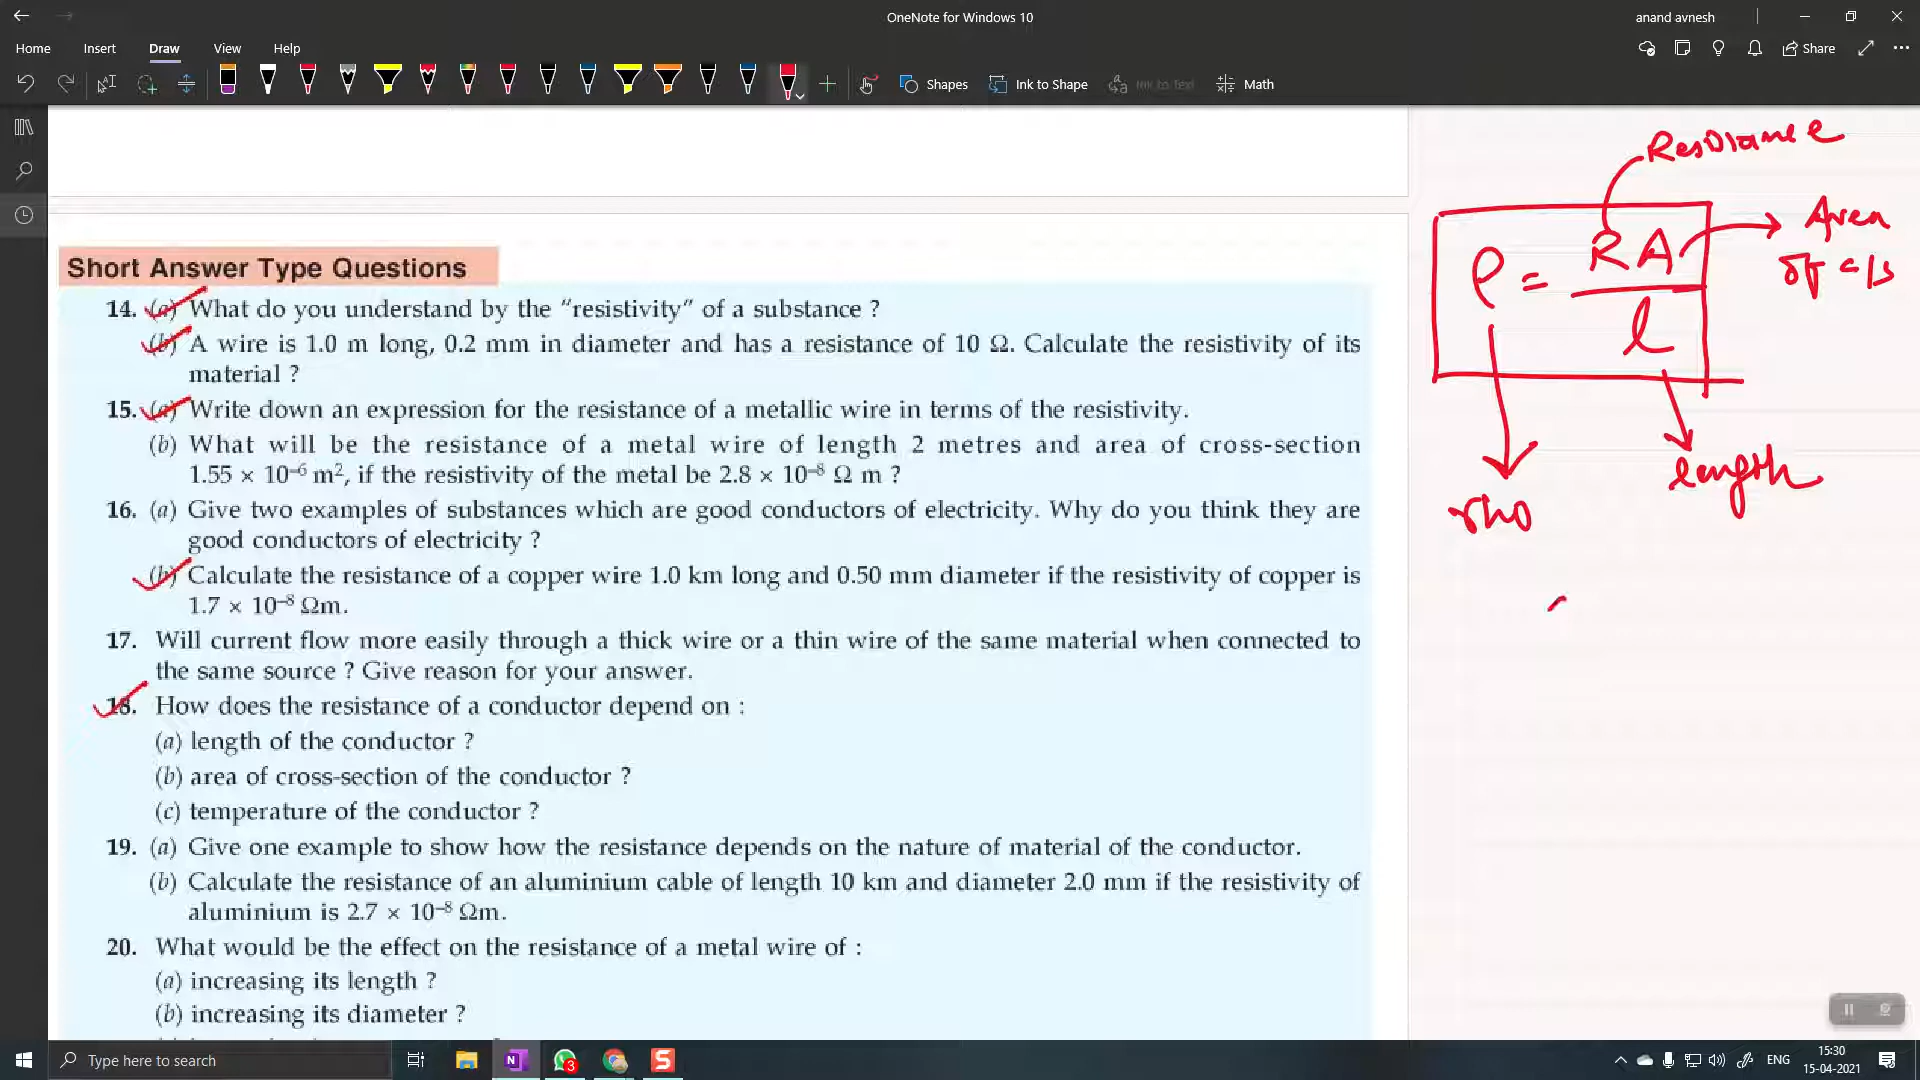 OneNote for Windows 10
anand avnesh
Home Insert Draw View Help
Share
Shapes Ink to Shape Ink to Text Math
Short Answer Type Questions
14. (a) What do you understand by the “resistivity” of a substance ?
(b) A wire is 1.0 m long, 0.2 mm in diameter and has a resistance of 10 Ω. Calculate the resistivity of its
material ?
15. (a) Write down an expression for the resistance of a metallic wire in terms of the resistivity.
(b) What will be the resistance of a metal wire of length 2 metres and area of cross-section
1.55 × 10⁻⁶ m², if the resistivity of the metal be 2.8 × 10⁻⁸ Ω m ?
16. (a) Give two examples of substances which are good conductors of electricity. Why do you think they are
good conductors of electricity ?
(b) Calculate the resistance of a copper wire 1.0 km long and 0.50 mm diameter if the resistivity of copper is
1.7 × 10⁻⁸ Ωm.
17. Will current flow more easily through a thick wire or a thin wire of the same material when connected to
the same source ? Give reason for your answer.
18. How does the resistance of a conductor depend on :
(a) length of the conductor ?
(b) area of cross-section of the conductor ?
(c) temperature of the conductor ?
19. (a) Give one example to show how the resistance depends on the nature of material of the conductor.
(b) Calculate the resistance of an aluminium cable of length 10 km and diameter 2.0 mm if the resistivity of
aluminium is 2.7 × 10⁻⁸ Ωm.
20. What would be the effect on the resistance of a metal wire of :
(a) increasing its length ?
(b) increasing its diameter ?
Resistance
ρ = RA
l
Area
of c/s
length
rho
Type here to search
3
ENG
15:30
15-04-2021